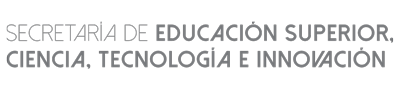 SECRETARÍA DE EDUCACIÓN SUPERIOR,
CIENCIA, TECNOLOGÍA E INNOVACIÓN